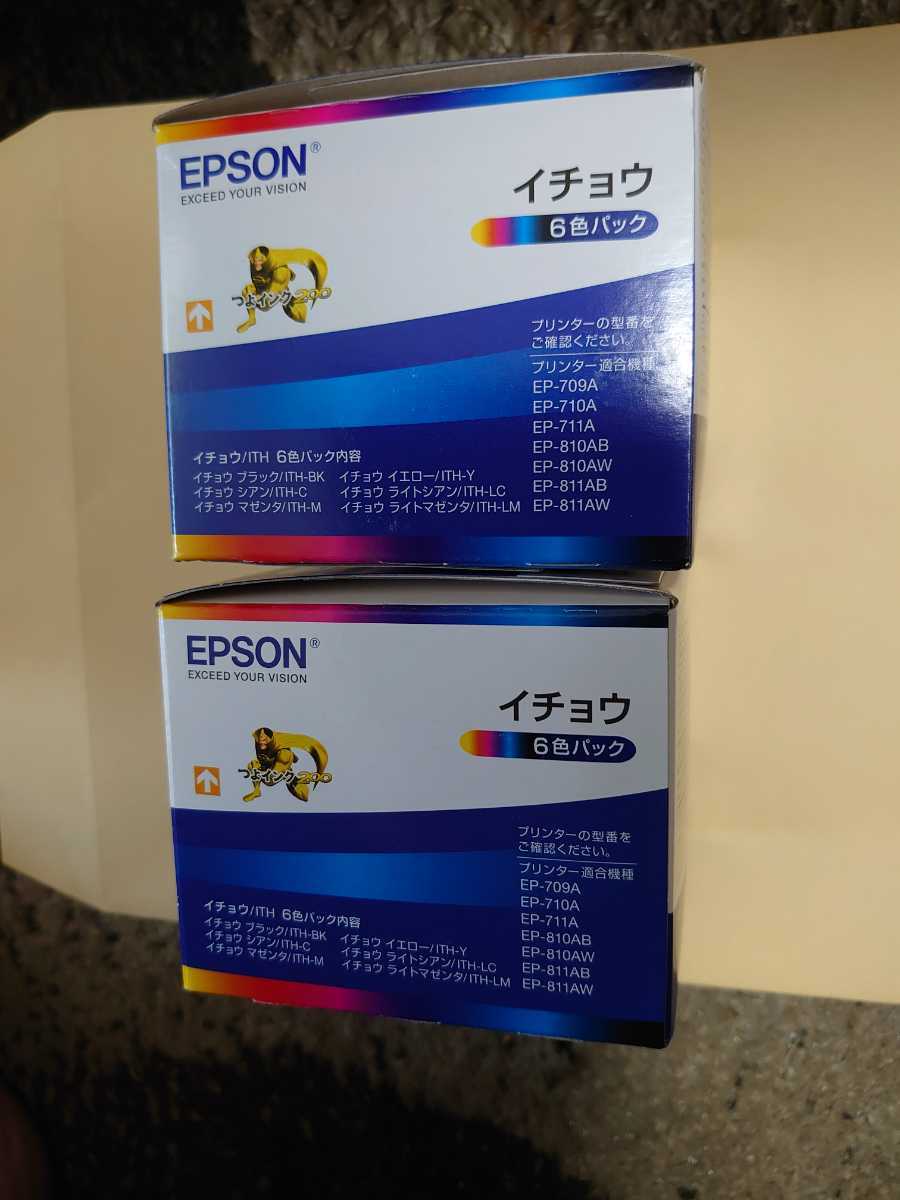 EPSON®
EXCEED YOUR VISION
イチョウ
6色パック
つよインク200
プリンターの型番を
ご確認ください。
プリンター適合機種
EP-709A
EP-710A
EP-711A
EP-810AB
EP-810AW
EP-811AB
EP-811AW
イチョウ/ITH 6色パック内容
イチョウ ブラック/ITH-BK イチョウ イエロー/ITH-Y
イチョウ シアン/ITH-C イチョウ ライトシアン/ITH-LC
イチョウ マゼンタ/ITH-M イチョウ ライトマゼンタ/ITH-LM
EPSON®
EXCEED YOUR VISION
イチョウ
6色パック
つよインク200
プリンターの型番を
ご確認ください。
プリンター適合機種
EP-709A
EP-710A
EP-711A
EP-810AB
EP-810AW
EP-811AB
EP-811AW
イチョウ/ITH 6色パック内容
イチョウ ブラック/ITH-BK イチョウ イエロー/ITH-Y
イチョウ シアン/ITH-C イチョウ ライトシアン/ITH-LC
イチョウ マゼンタ/ITH-M イチョウ ライトマゼンタ/ITH-LM